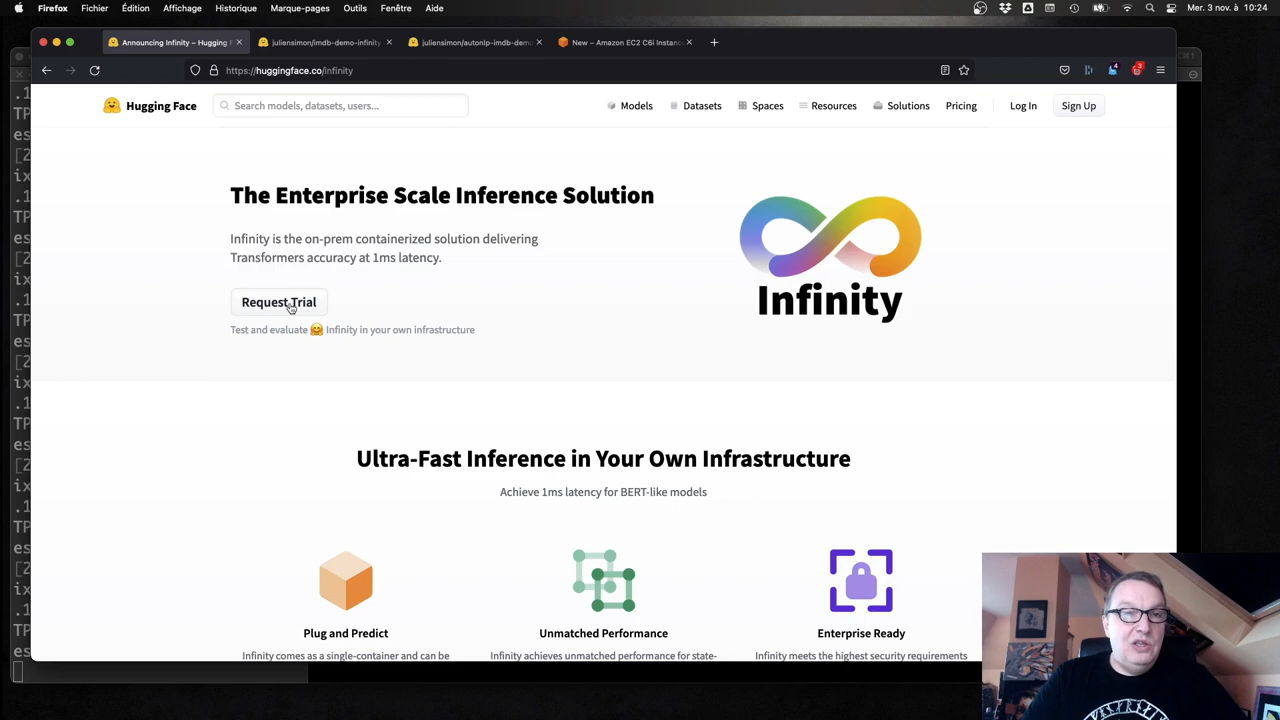 Firefox Fichier Édition Affichage Historique Marque-pages Outils Fenêtre Aide Mer. 3 nov. à 10:24
Announcing Infinity – Hugging F juliensimon/imdb-demo-infinity juliensimon/autonlp-imdb-demo New – Amazon EC2 C6i Instanc
https://huggingface.co/infinity
Hugging Face Search models, datasets, users... Models Datasets Spaces Resources Solutions Pricing Log In Sign Up
The Enterprise Scale Inference Solution
Infinity is the on-prem containerized solution delivering
Transformers accuracy at 1ms latency.
Request Trial
Test and evaluate 🤗 Infinity in your own infrastructure
Infinity
Ultra-Fast Inference in Your Own Infrastructure
Achieve 1ms latency for BERT-like models
Plug and Predict Unmatched Performance Enterprise Ready
Infinity comes as a single-container and can be Infinity achieves unmatched performance for state- Infinity meets the highest security requirements